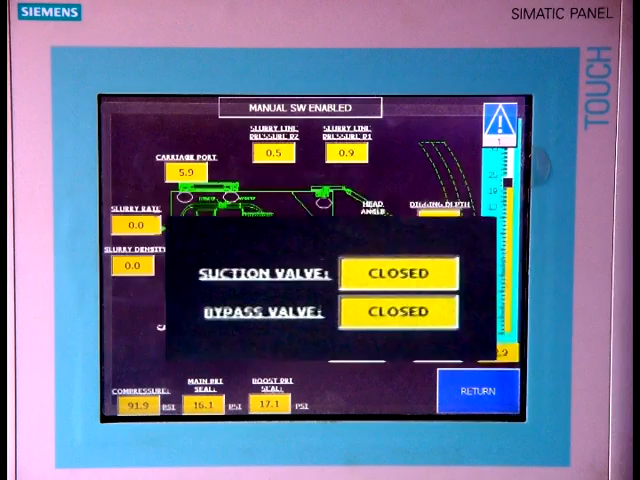 SIEMENS
SIMATIC PANEL
TOUCH
MANUAL SW ENABLED
SLURRY LINE PRESSURE P2
SLURRY LINE PRESSURE P1
0.5
0.9
1
CARRIAGE PORT
5.9
SLURRY RATE
0.0
HEAD ANGLE
DIGGING DEPTH
SLURRY DENSITY
0.0
SUCTION VALVE:
CLOSED
BYPASS VALVE:
CLOSED
COMPRESSURE:
91.9 PSI
MAIN PRI SEAL:
16.1 PSI
BOOST PRI SEAL:
17.1 PSI
RETURN